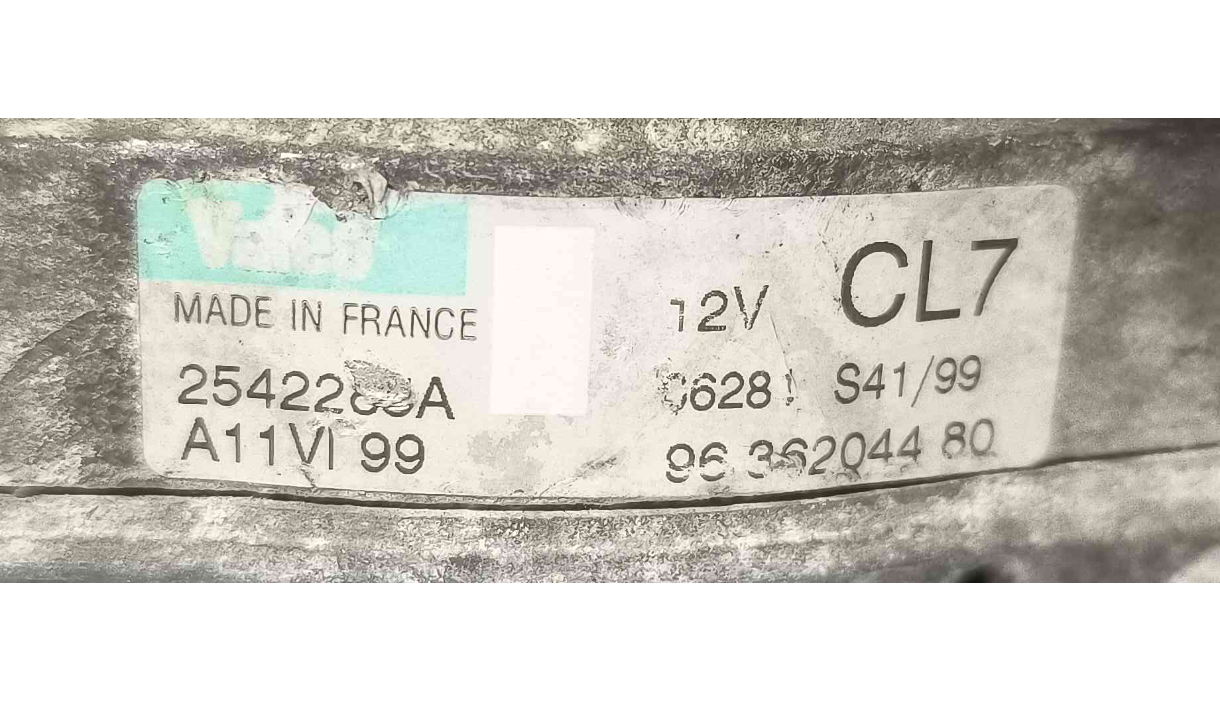 Valeo
MADE IN FRANCE
12V CL7
S41/99
A11VI 99
96 362044 80